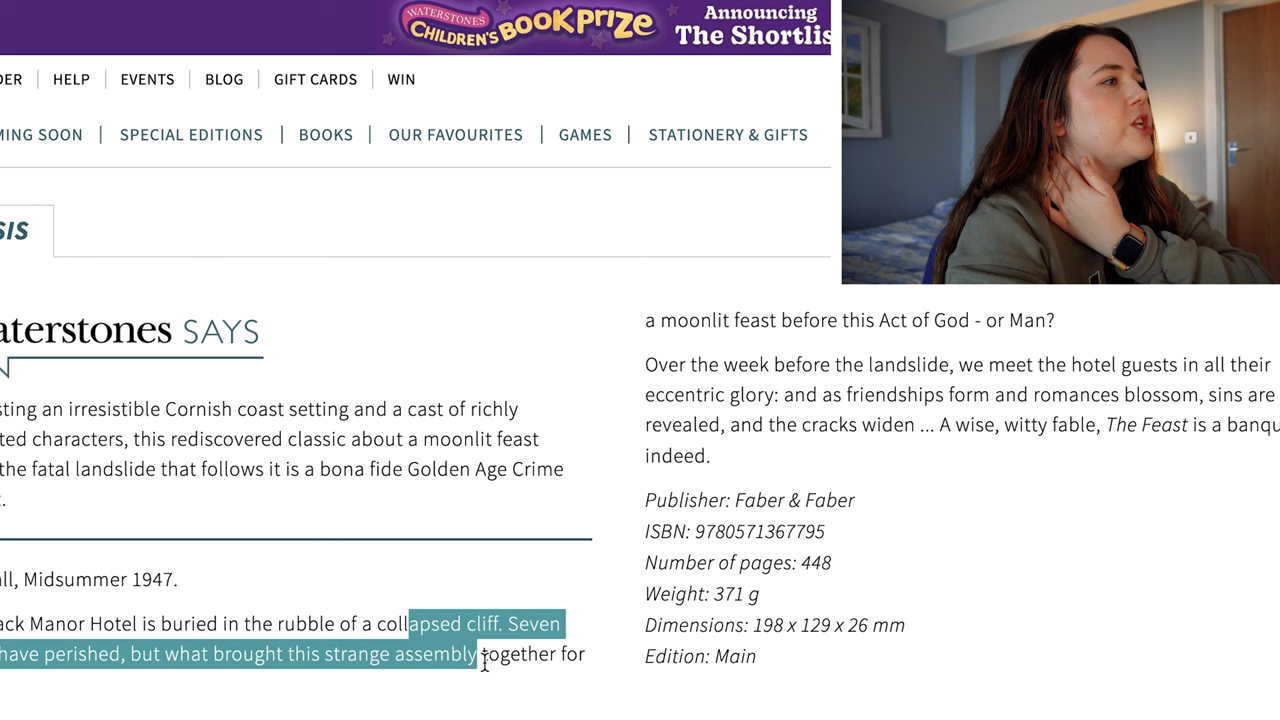 WATERSTONES
CHILDREN'S BOOK PRIZE
Announcing
The Shortlis
DER | HELP | EVENTS | BLOG | GIFT CARDS | WIN
MING SOON | SPECIAL EDITIONS | BOOKS | OUR FAVOURITES | GAMES | STATIONERY & GIFTS
SIS
aterstones SAYS
sting an irresistible Cornish coast setting and a cast of richly
ted characters, this rediscovered classic about a moonlit feast
the fatal landslide that follows it is a bona fide Golden Age Crime
t.
all, Midsummer 1947.
ack Manor Hotel is buried in the rubble of a collapsed cliff. Seven
have perished, but what brought this strange assembly together for
a moonlit feast before this Act of God - or Man?
Over the week before the landslide, we meet the hotel guests in all their
eccentric glory: and as friendships form and romances blossom, sins are
revealed, and the cracks widen ... A wise, witty fable, The Feast is a banqu
indeed.
Publisher: Faber & Faber
ISBN: 9780571367795
Number of pages: 448
Weight: 371 g
Dimensions: 198 x 129 x 26 mm
Edition: Main